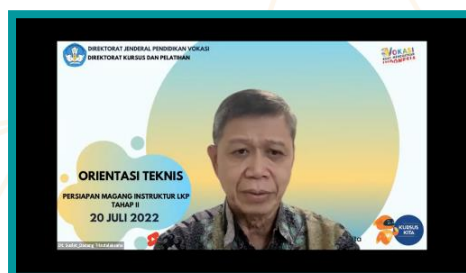 DIREKTORAT JENDERAL PENDIDIKAN VOKASI
DIREKTORAT KURSUS DAN PELATIHAN
VOKASI
ORIENTASI TEKNIS
PERSIAPAN MAGANG INSTRUKTUR LKP
TAHAP II
20 JULI 2022
KURSUS
KITA